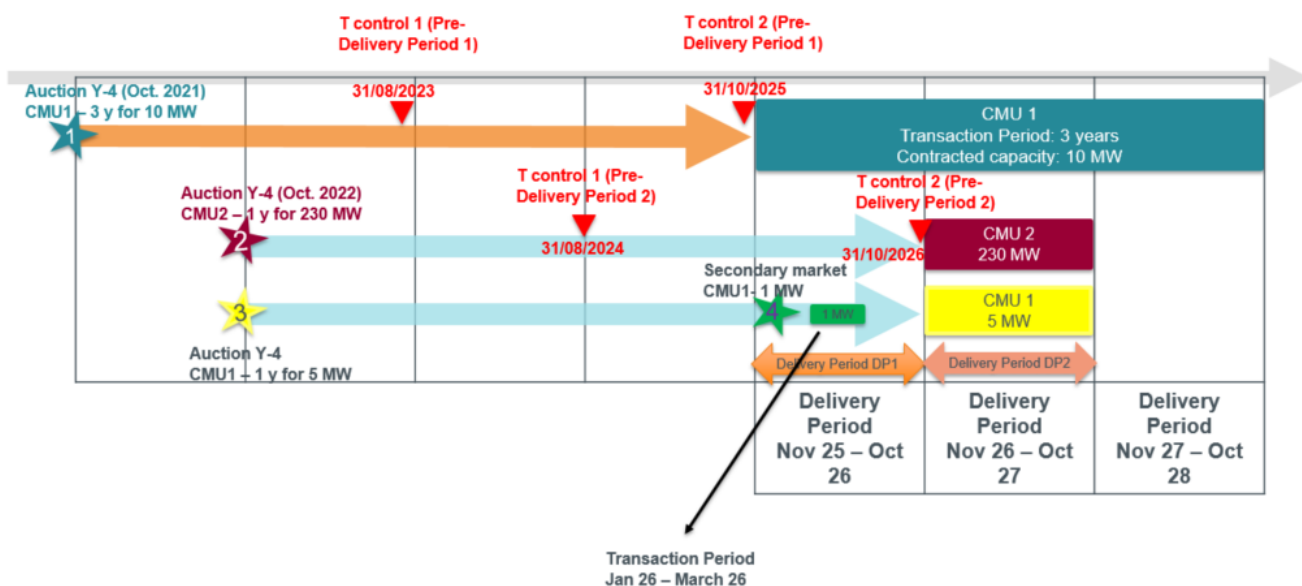 T control 1 (Pre-
Delivery Period 1)
T control 2 (Pre-
Delivery Period 1)
Auction Y-4 (Oct. 2021)
CMU1 – 3 y for 10 MW
31/08/2023
31/10/2025
1
CMU 1
Transaction Period: 3 years
Contracted capacity: 10 MW
Auction Y-4 (Oct. 2022)
CMU2 – 1 y for 230 MW
T control 1 (Pre-
Delivery Period 2)
T control 2 (Pre-
Delivery Period 2)
2
31/08/2024
31/10/2026
CMU 2
230 MW
Secondary market
CMU1- 1 MW
3
4
1 MW
CMU 1
5 MW
Auction Y-4
CMU1 – 1 y for 5 MW
Delivery Period DP1
Delivery Period DP2
Delivery
Period
Nov 25 – Oct
26
Delivery
Period
Nov 26 – Oct
27
Delivery
Period
Nov 27 – Oct
28
Transaction Period
Jan 26 – March 26